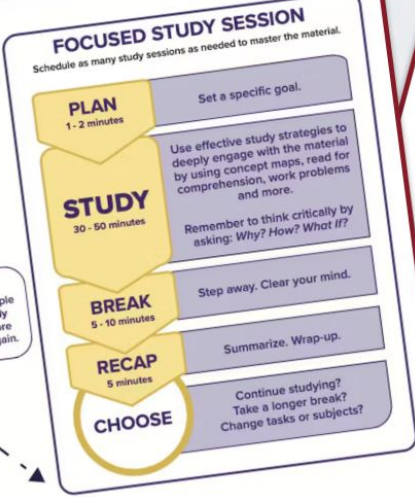 FOCUSED STUDY SESSION
Schedule as many study sessions as needed to master the material.
PLAN
1 - 2 minutes
Set a specific goal.
STUDY
30 - 50 minutes
Use effective study strategies to
deeply engage with the material
by using concept maps, read for
comprehension, work problems
and more.
Remember to think critically by
asking: Why? How? What If?
BREAK
5 - 10 minutes
Step away. Clear your mind.
RECAP
5 minutes
Summarize. Wrap-up.
CHOOSE
Continue studying?
Take a longer break?
Change tasks or subjects?